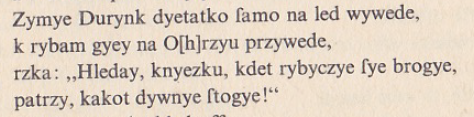 Zymye Durynk dyetatko ſamo na led wywede,
k rybam gyey na O[h]rzyu przywede,
rzka: „Hleday, knyezku, kdet rybyczye ſye brogye,
patrzy, kakot dywnye ſtogye!“